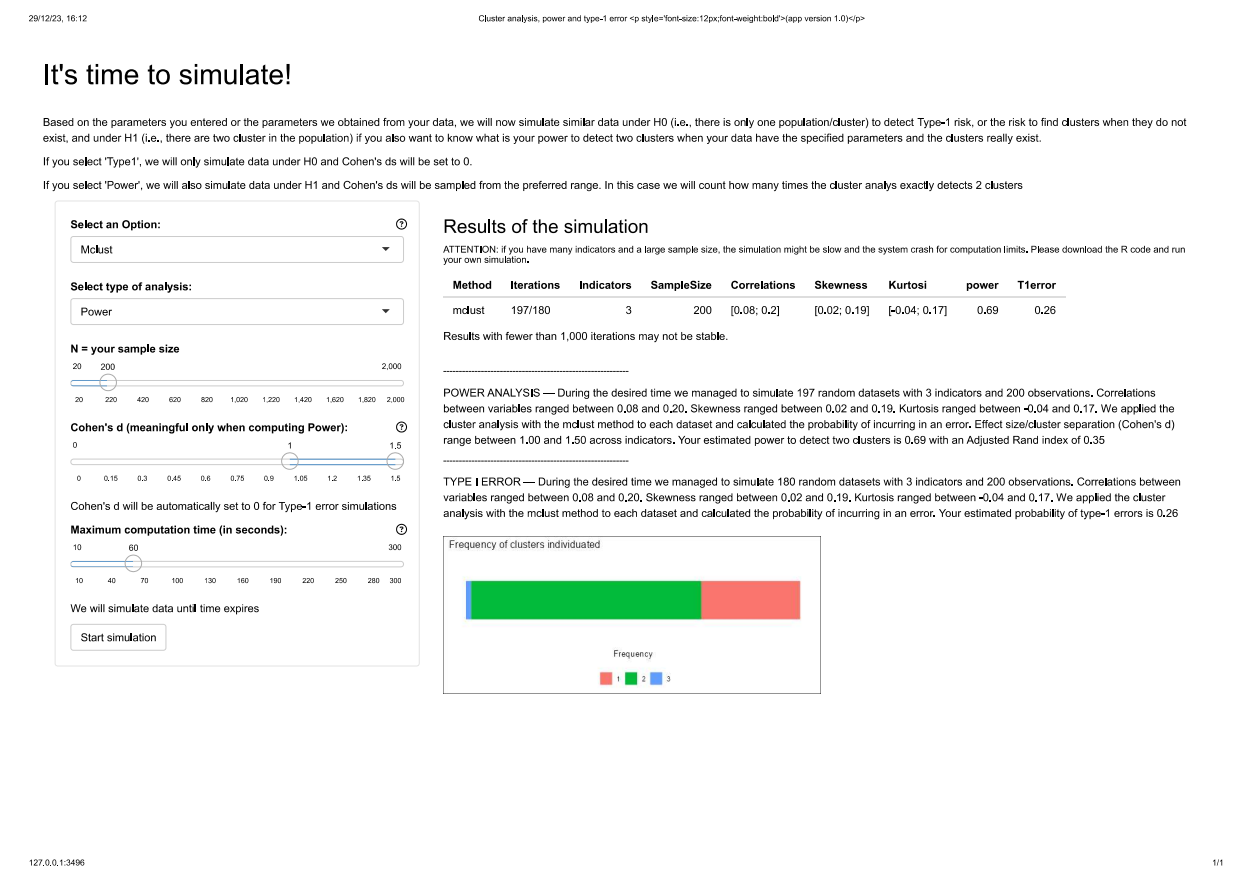 29/12/23, 16:12
Cluster analysis, power and type-1 error <p style='font-size:12px;font-weight:bold'>(app version 1.0)</p>
It's time to simulate!
Based on the parameters you entered or the parameters we obtained from your data, we will now simulate similar data under H0 (i.e., there is only one population/cluster) to detect Type-1 risk, or the risk to find clusters when they do not
exist, and under H1 (i.e., there are two cluster in the population) if you also want to know what is your power to detect two clusters when your data have the specified parameters and the clusters really exist.
If you select 'Type1', we will only simulate data under H0 and Cohen's ds will be set to 0.
If you select 'Power', we will also simulate data under H1 and Cohen's ds will be sampled from the preferred range. In this case we will count how many times the cluster analys exactly detects 2 clusters
Select an Option:
Mclust
Select type of analysis:
Power
N = your sample size
20 200 2,000
20 220 420 620 820 1,020 1,220 1,420 1,620 1,820 2,000
Cohen's d (meaningful only when computing Power):
0 1 1.5
0 0.15 0.3 0.45 0.6 0.75 0.9 1.05 1.2 1.35 1.5
Cohen's d will be automatically set to 0 for Type-1 error simulations
Maximum computation time (in seconds):
10 60 300
10 40 70 100 130 160 190 220 250 280 300
We will simulate data until time expires
Start simulation
Results of the simulation
ATTENTION: if you have many indicators and a large sample size, the simulation might be slow and the system crash for computation limits. Please download the R code and run
your own simulation.
Method Iterations Indicators SampleSize Correlations Skewness Kurtosi power T1error
mclust 197/180 3 200 [0.08; 0.2] [0.02; 0.19] [-0.04; 0.17] 0.69 0.26
Results with fewer than 1,000 iterations may not be stable.
------------------------------------------------------------
POWER ANALYSIS — During the desired time we managed to simulate 197 random datasets with 3 indicators and 200 observations. Correlations
between variables ranged between 0.08 and 0.20. Skewness ranged between 0.02 and 0.19. Kurtosis ranged between -0.04 and 0.17. We applied the
cluster analysis with the mclust method to each dataset and calculated the probability of incurring in an error. Effect size/cluster separation (Cohen's d)
range between 1.00 and 1.50 across indicators. Your estimated power to detect two clusters is 0.69 with an Adjusted Rand index of 0.35
------------------------------------------------------------
TYPE I ERROR — During the desired time we managed to simulate 180 random datasets with 3 indicators and 200 observations. Correlations between
variables ranged between 0.08 and 0.20. Skewness ranged between 0.02 and 0.19. Kurtosis ranged between -0.04 and 0.17. We applied the cluster
analysis with the mclust method to each dataset and calculated the probability of incurring in an error. Your estimated probability of type-1 errors is 0.26
Frequency of clusters individuated
Frequency
1 2 3
127.0.0.1:3496
1/1